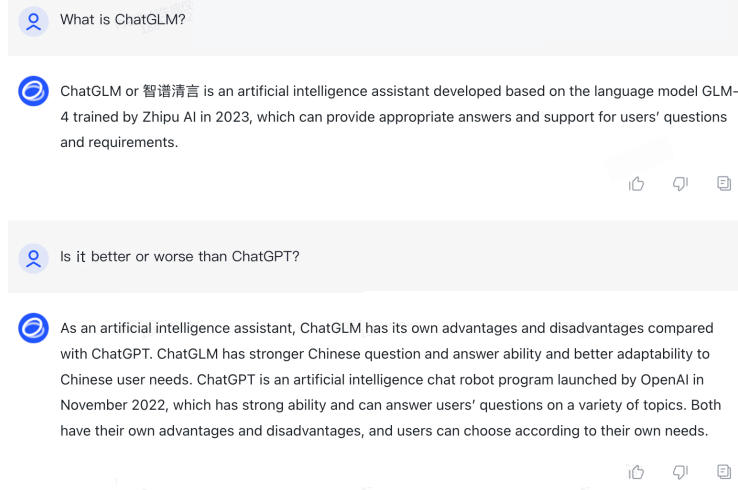 What is ChatGLM?
ChatGLM or 智谱清言 is an artificial intelligence assistant developed based on the language model GLM-
4 trained by Zhipu AI in 2023, which can provide appropriate answers and support for users' questions
and requirements.
Is it better or worse than ChatGPT?
As an artificial intelligence assistant, ChatGLM has its own advantages and disadvantages compared
with ChatGPT. ChatGLM has stronger Chinese question and answer ability and better adaptability to
Chinese user needs. ChatGPT is an artificial intelligence chat robot program launched by OpenAI in
November 2022, which has strong ability and can answer users' questions on a variety of topics. Both
have their own advantages and disadvantages, and users can choose according to their own needs.